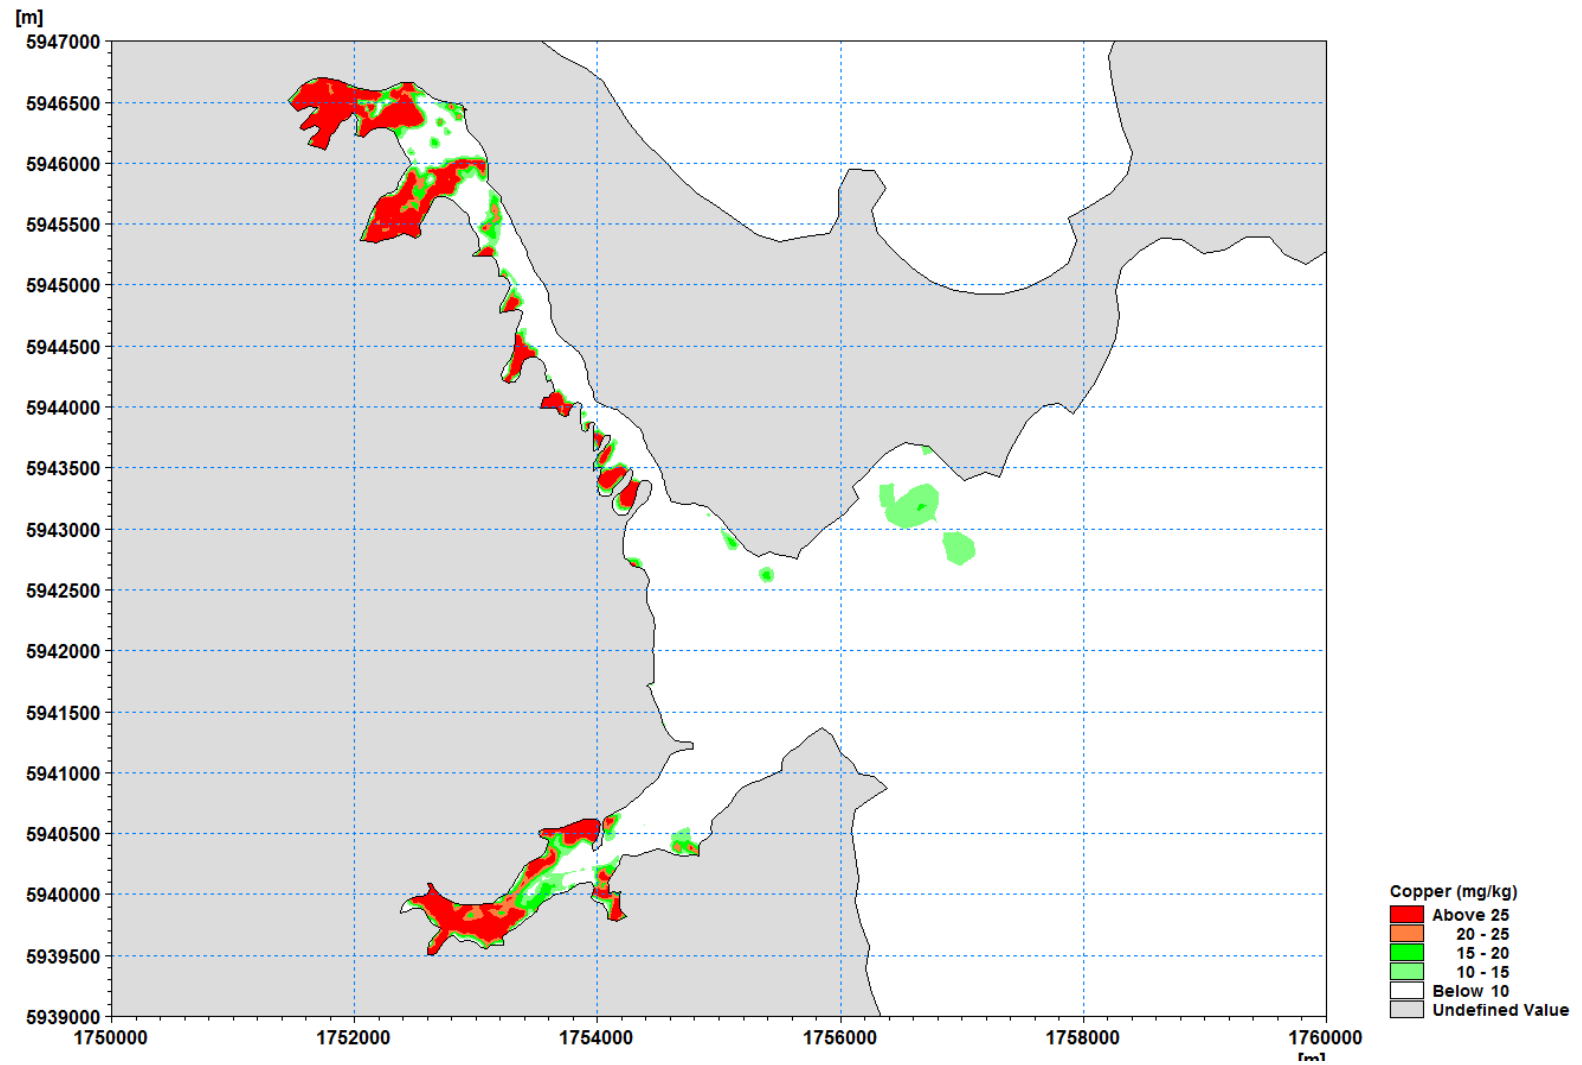 [m]
5947000
5946500
5946000
5945500
5945000
5944500
5944000
5943500
5943000
5942500
5942000
5941500
5941000
5940500
5940000
5939500
5939000
1750000 1752000 1754000 1756000 1758000 1760000
[m]
Copper (mg/kg)
Above 25
20 - 25
15 - 20
10 - 15
Below 10
Undefined Value